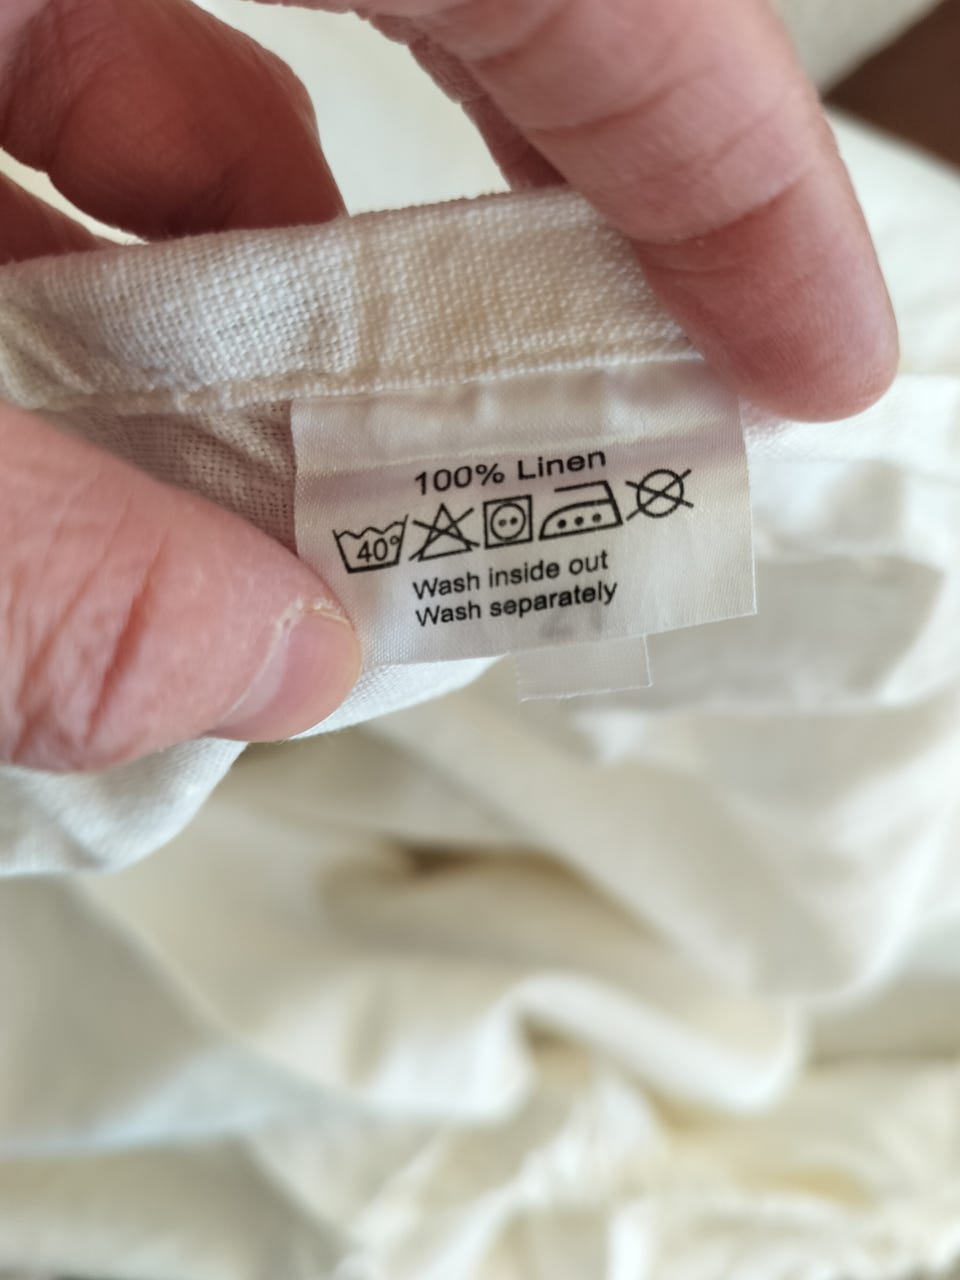 100% Linen
40°
Wash inside out
Wash separately